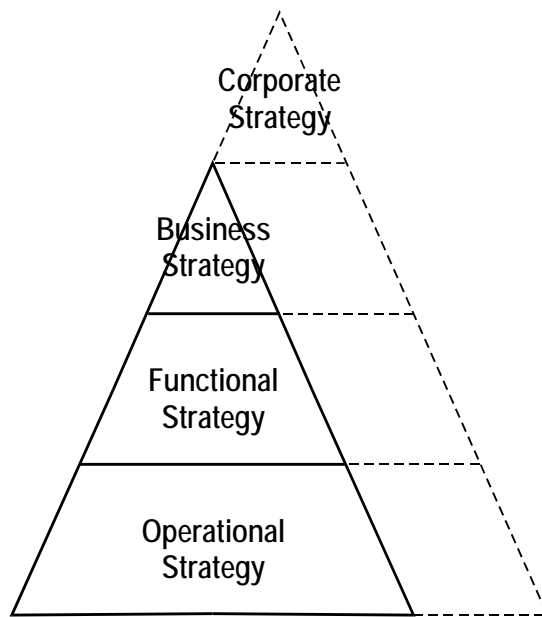 Corporate
Strategy
Business
Strategy
Functional
Strategy
Operational
Strategy